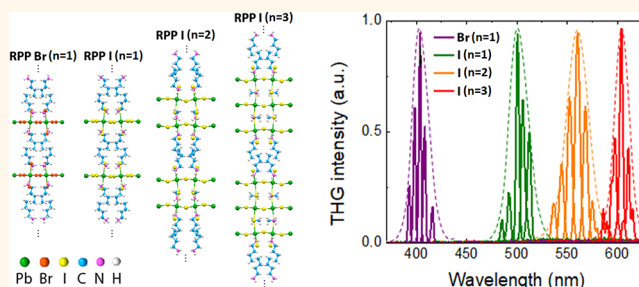 RPP Br (n=1)
RPP I (n=1)
RPP I (n=2)
RPP I (n=3)
Pb Br I C N H
THG intensity (a.u.)
1.0
0.5
0.0
Br(n=1)
I (n=1)
I (n=2)
I (n=3)
400 450 500 550 600
Wavelength (nm)